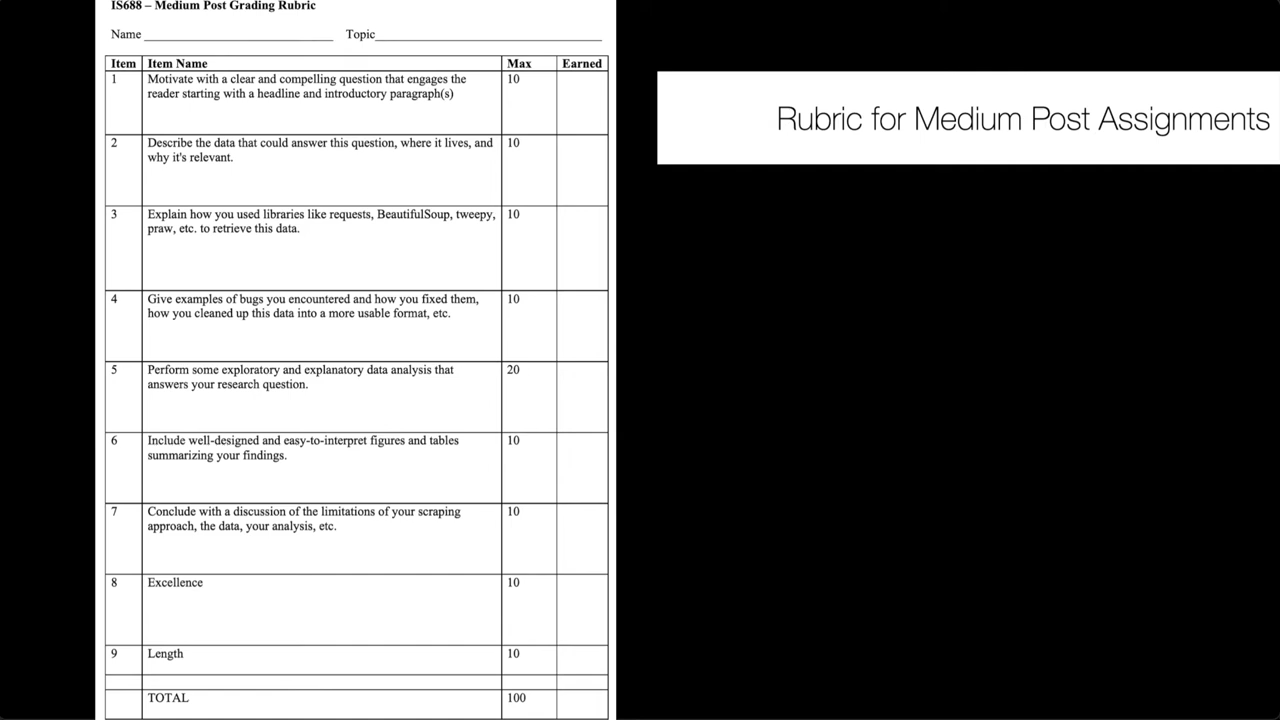 IS688 – Medium Post Grading Rubric
Name ______________________________ Topic____________________________________
Item Item Name Max Earned
1 Motivate with a clear and compelling question that engages the 10
reader starting with a headline and introductory paragraph(s)
2 Describe the data that could answer this question, where it lives, and 10
why it's relevant.
3 Explain how you used libraries like requests, BeautifulSoup, tweepy, 10
praw, etc. to retrieve this data.
4 Give examples of bugs you encountered and how you fixed them, 10
how you cleaned up this data into a more usable format, etc.
5 Perform some exploratory and explanatory data analysis that 20
answers your research question.
6 Include well-designed and easy-to-interpret figures and tables 10
summarizing your findings.
7 Conclude with a discussion of the limitations of your scraping 10
approach, the data, your analysis, etc.
8 Excellence 10
9 Length 10
TOTAL 100
Rubric for Medium Post Assignments